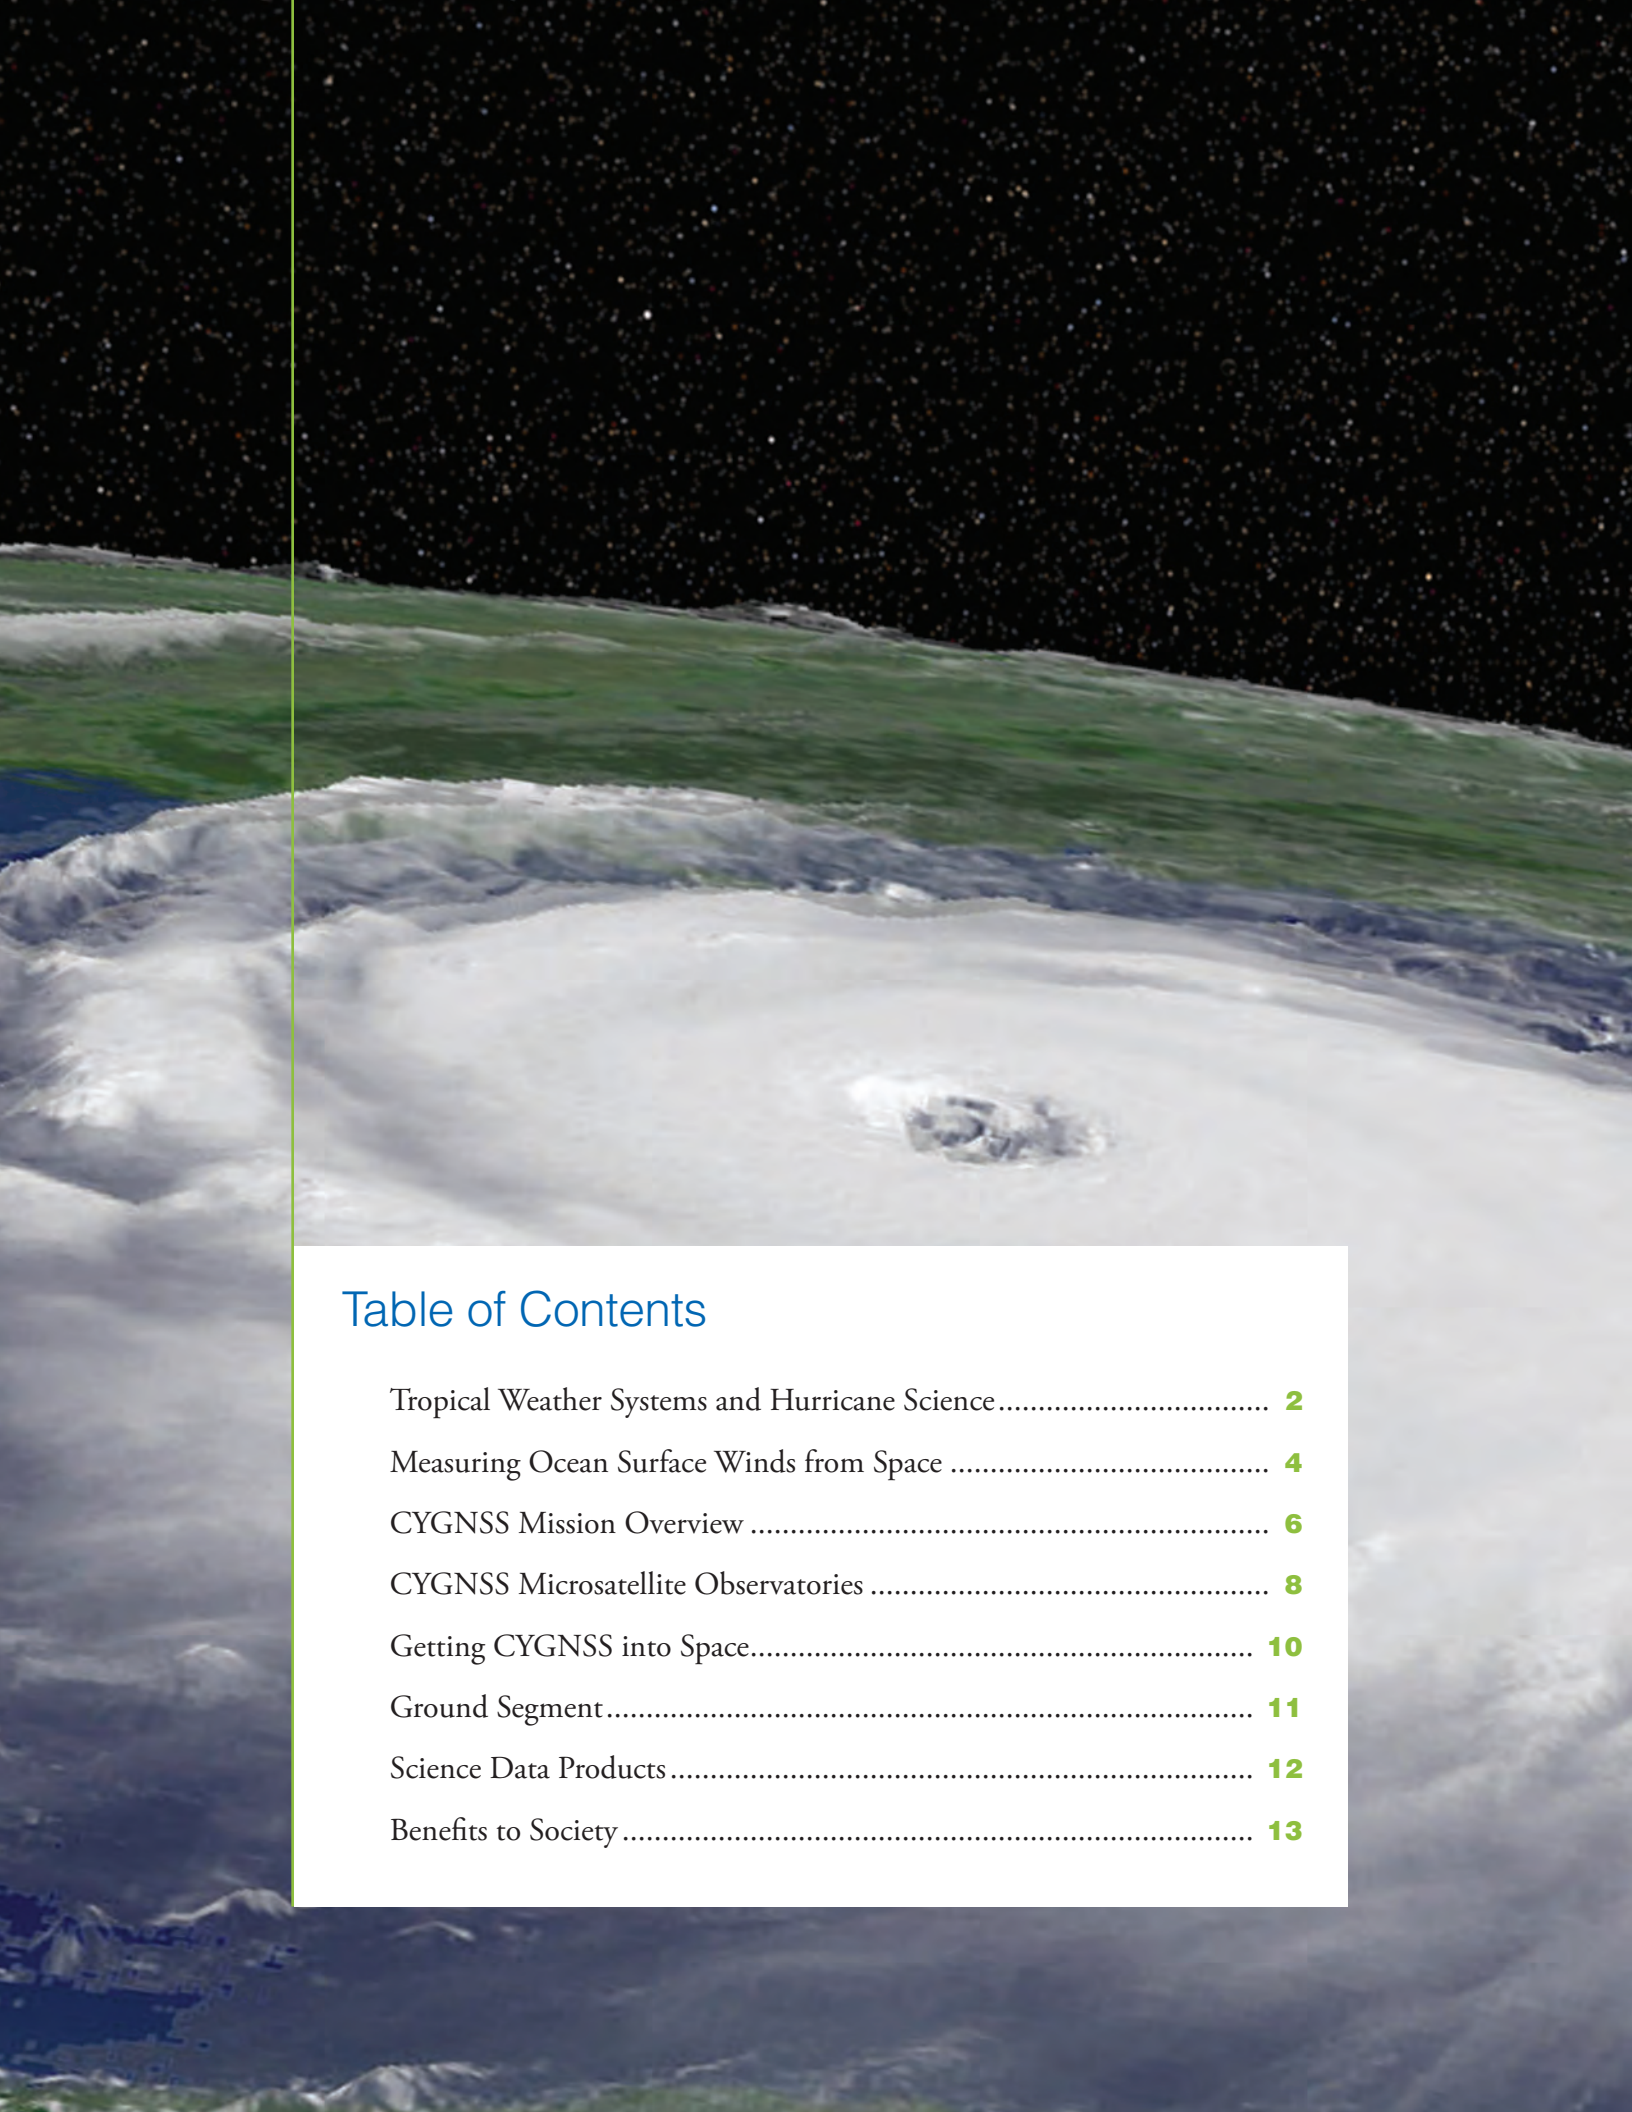 Table of Contents
Tropical Weather Systems and Hurricane Science.................................. 2
Measuring Ocean Surface Winds from Space ........................................ 4
CYGNSS Mission Overview ................................................................. 6
CYGNSS Microsatellite Observatories .................................................. 8
Getting CYGNSS into Space............................................................... 10
Ground Segment................................................................................. 11
Science Data Products......................................................................... 12
Benefits to Society............................................................................... 13